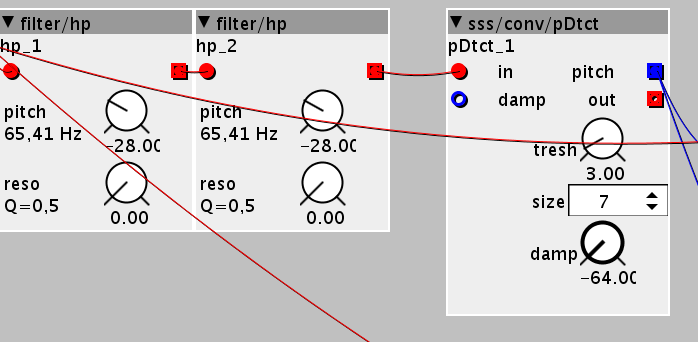 ▼ filter/hp
hp_1
pitch
65,41 Hz
-28.00
reso
Q=0,5
0.00
▼ filter/hp
hp_2
pitch
65,41 Hz
-28.00
reso
Q=0,5
0.00
▼ sss/conv/pDtct
pDtct_1
in pitch
damp out
tresh
3.00
size 7
damp
-64.00